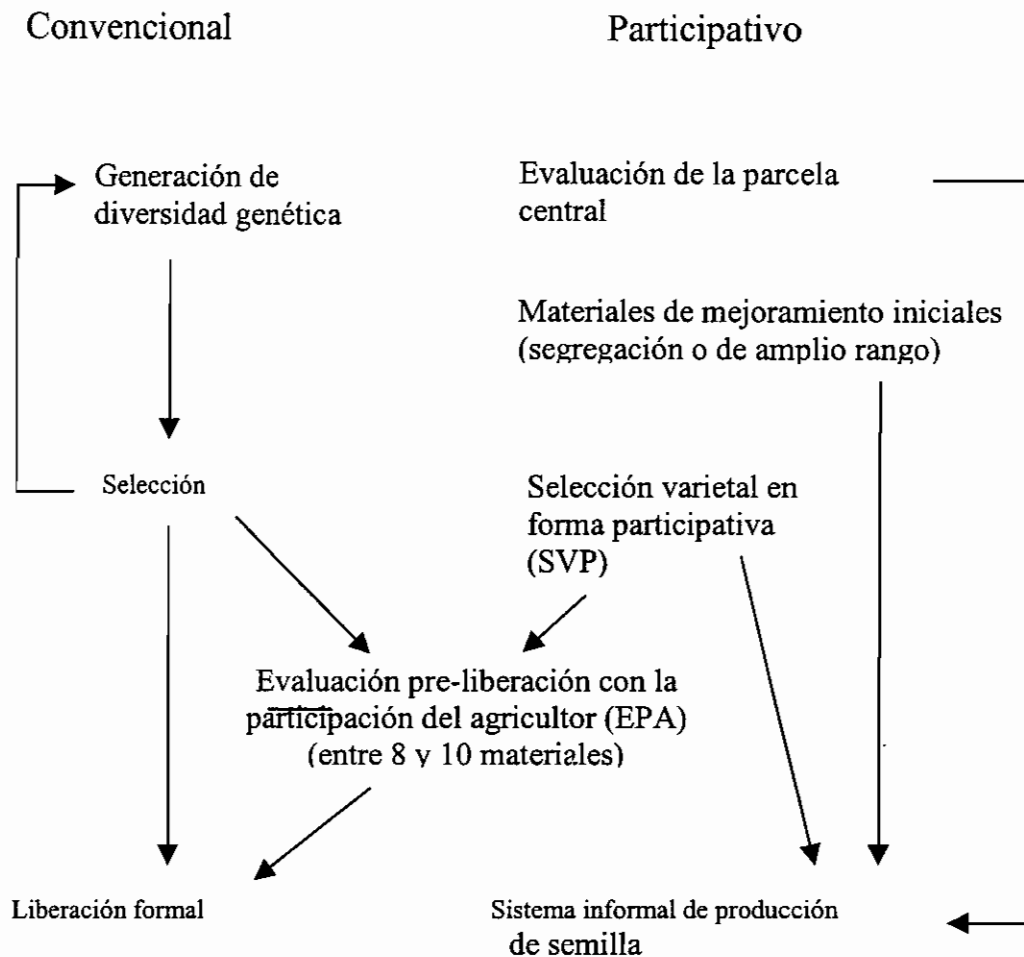 Convencional
Participativo
Generación de
diversidad genética
Evaluación de la parcela
central
Materiales de mejoramiento iniciales
(segregación o de amplio rango)
Selección
Selección varietal en
forma participativa
(SVP)
Evaluación pre-liberación con la
participación del agricultor (EPA)
(entre 8 y 10 materiales)
Liberación formal
Sistema informal de producción
de semilla